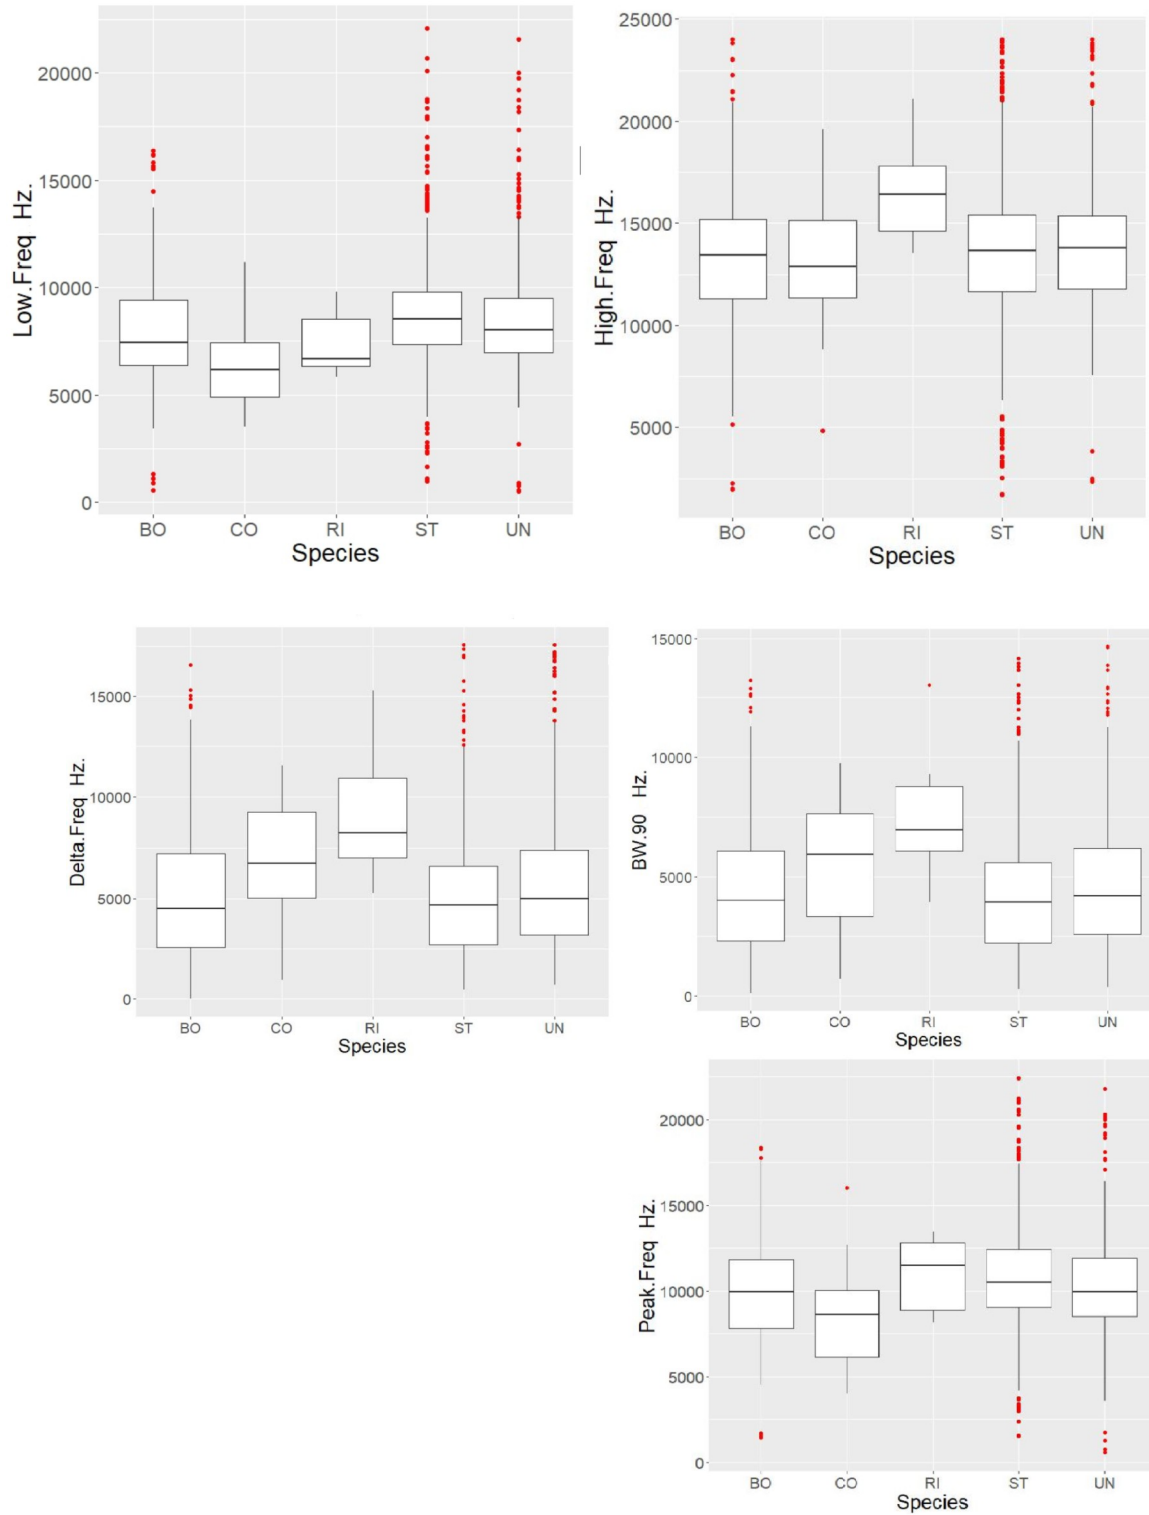 Low.Freq Hz.
20000
15000
10000
5000
0
BO CO RI ST UN
Species
High.Freq Hz.
25000
20000
15000
10000
5000
BO CO RI ST UN
Species
Delta.Freq Hz.
15000
10000
5000
0
BO CO RI ST UN
Species
BW.90 Hz.
15000
10000
5000
0
BO CO RI ST UN
Species
Peak.Freq Hz.
20000
15000
10000
5000
0
BO CO RI ST UN
Species